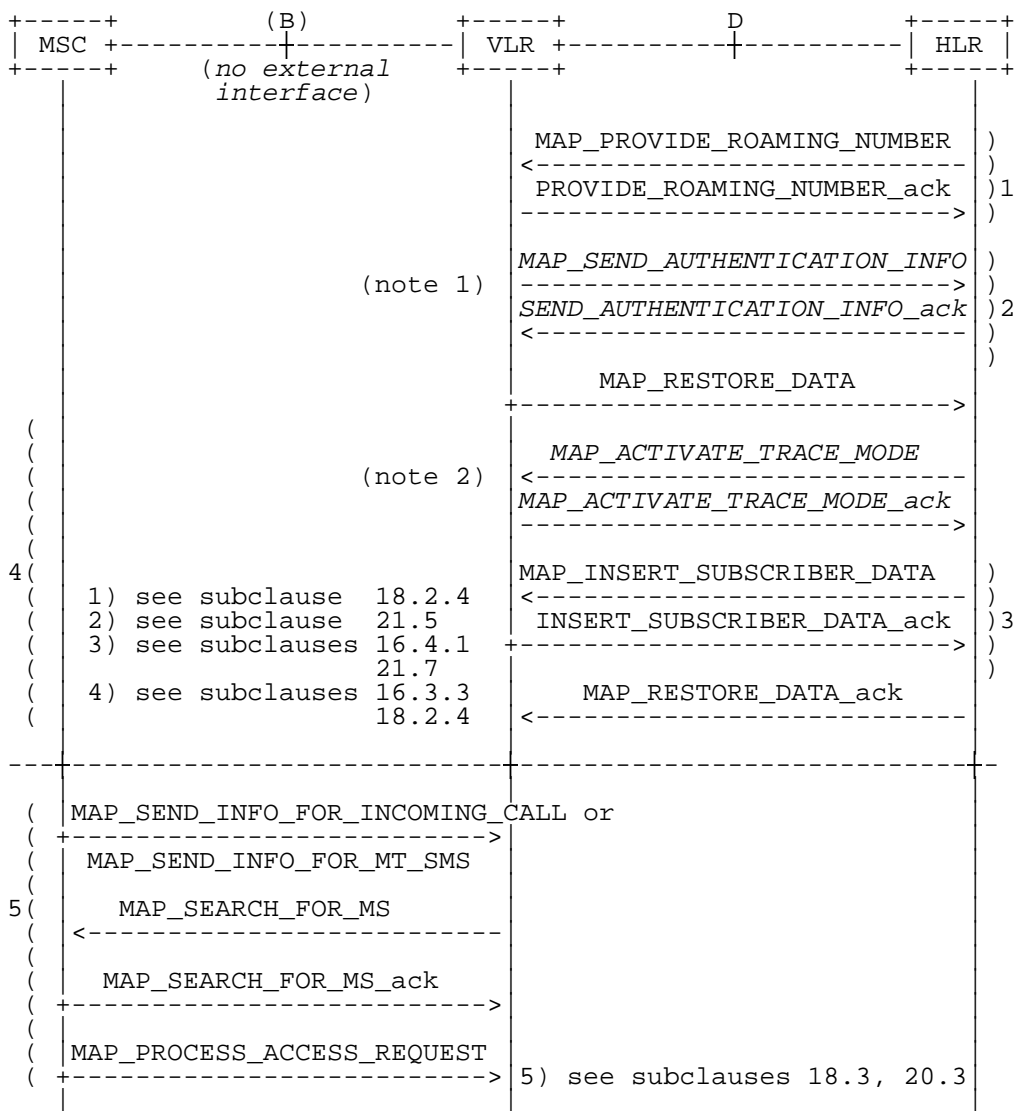 (B) D
MSC VLR HLR
(no external
interface)
MAP_PROVIDE_ROAMING_NUMBER )
)
PROVIDE_ROAMING_NUMBER_ack )1
)
MAP_SEND_AUTHENTICATION_INFO )
(note 1) )
SEND_AUTHENTICATION_INFO_ack )2
)
)
MAP_RESTORE_DATA
(
( MAP_ACTIVATE_TRACE_MODE
( (note 2)
( MAP_ACTIVATE_TRACE_MODE_ack
(
(
4( MAP_INSERT_SUBSCRIBER_DATA )
( 1) see subclause 18.2.4 )
( 2) see subclause 21.5 INSERT_SUBSCRIBER_DATA_ack )3
( 3) see subclauses 16.4.1 )
( 21.7 )
( 4) see subclauses 16.3.3 MAP_RESTORE_DATA_ack
( 18.2.4
( MAP_SEND_INFO_FOR_INCOMING_CALL or
(
( MAP_SEND_INFO_FOR_MT_SMS
(
5( MAP_SEARCH_FOR_MS
(
(
( MAP_SEARCH_FOR_MS_ack
(
(
( MAP_PROCESS_ACCESS_REQUEST
( 5) see subclauses 18.3, 20.3